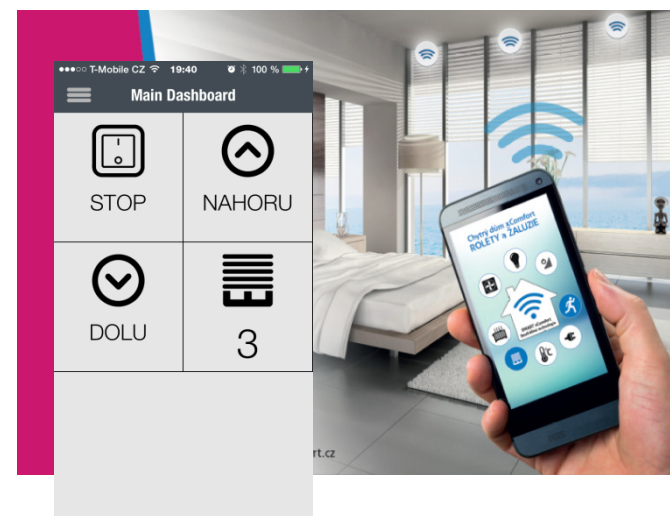 T-Mobile CZ 19:40 100 %
Main Dashboard
STOP
NAHORU
DOLU
3
Chytrý dům xComfort
ROLETY a ŽALUZIE
°C
rt.cz